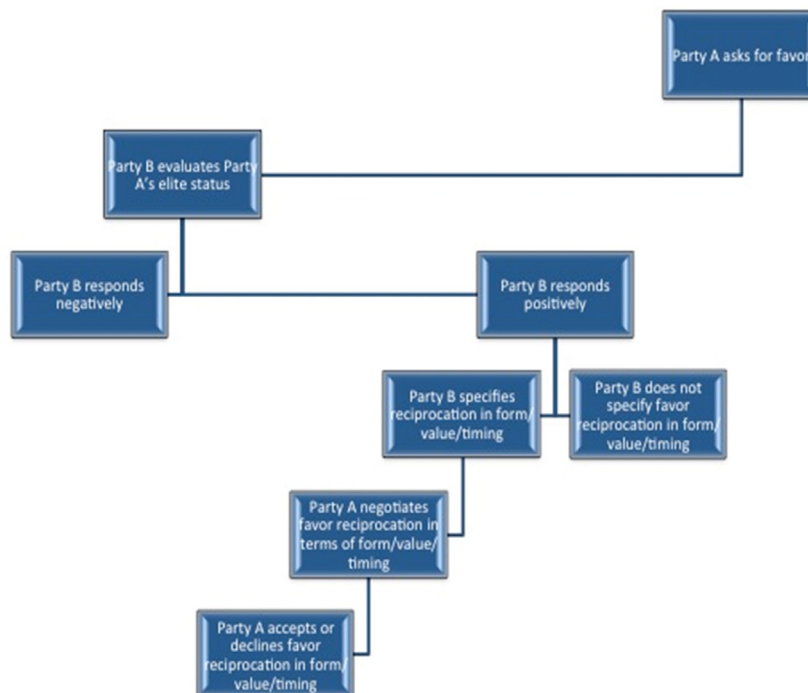 Party A asks for favor
Party B evaluates Party
A's elite status
Party B responds
negatively
Party B responds
positively
Party B specifies
reciprocation in form/
value/timing
Party B does not
specify favor
reciprocation in form/
value/timing
Party A negotiates
favor reciprocation in
terms of form/value/
timing
Party A accepts or
declines favor
reciprocation in form/
value/timing